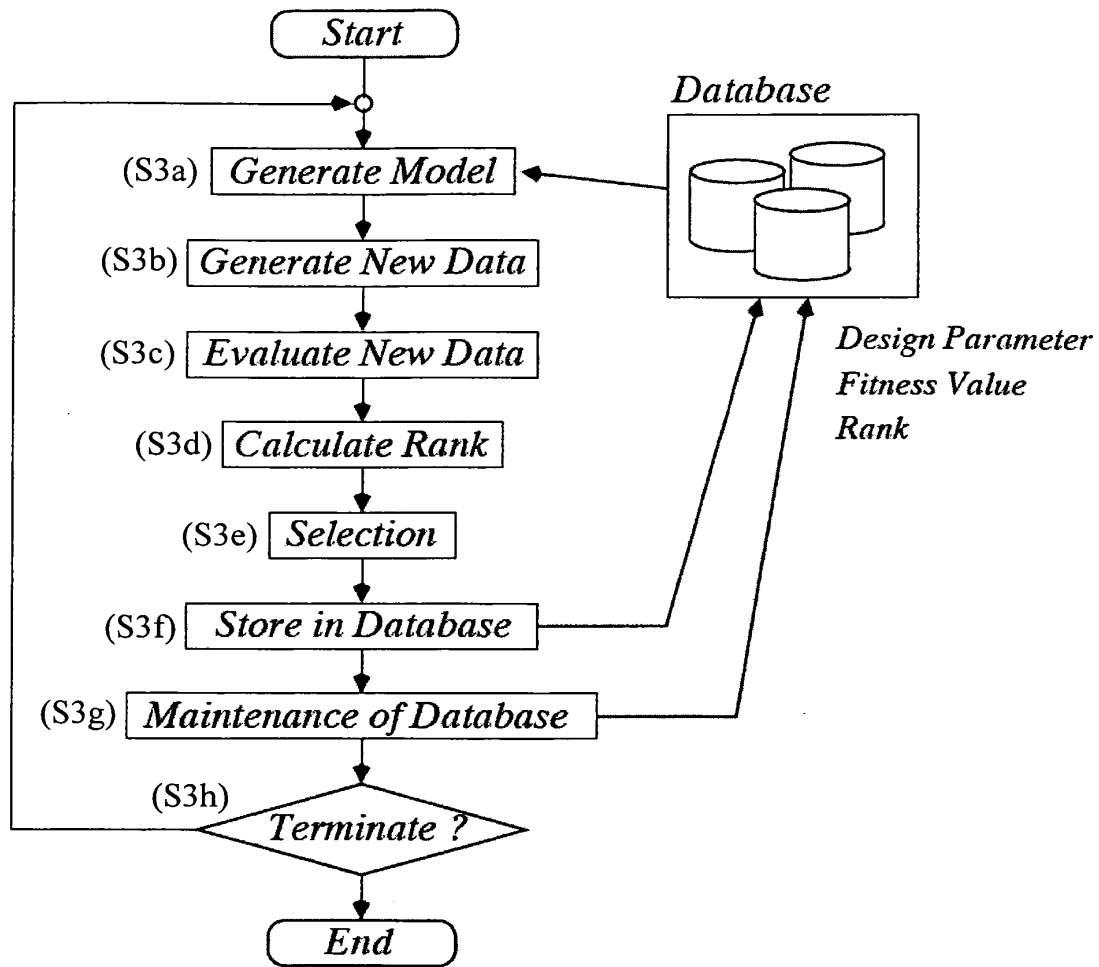 Start
Database
(S3a) Generate Model
(S3b) Generate New Data
(S3c) Evaluate New Data
Design Parameter
Fitness Value
Rank
(S3d) Calculate Rank
(S3e) Selection
(S3f) Store in Database
(S3g) Maintenance of Database
(S3h)
Terminate ?
End